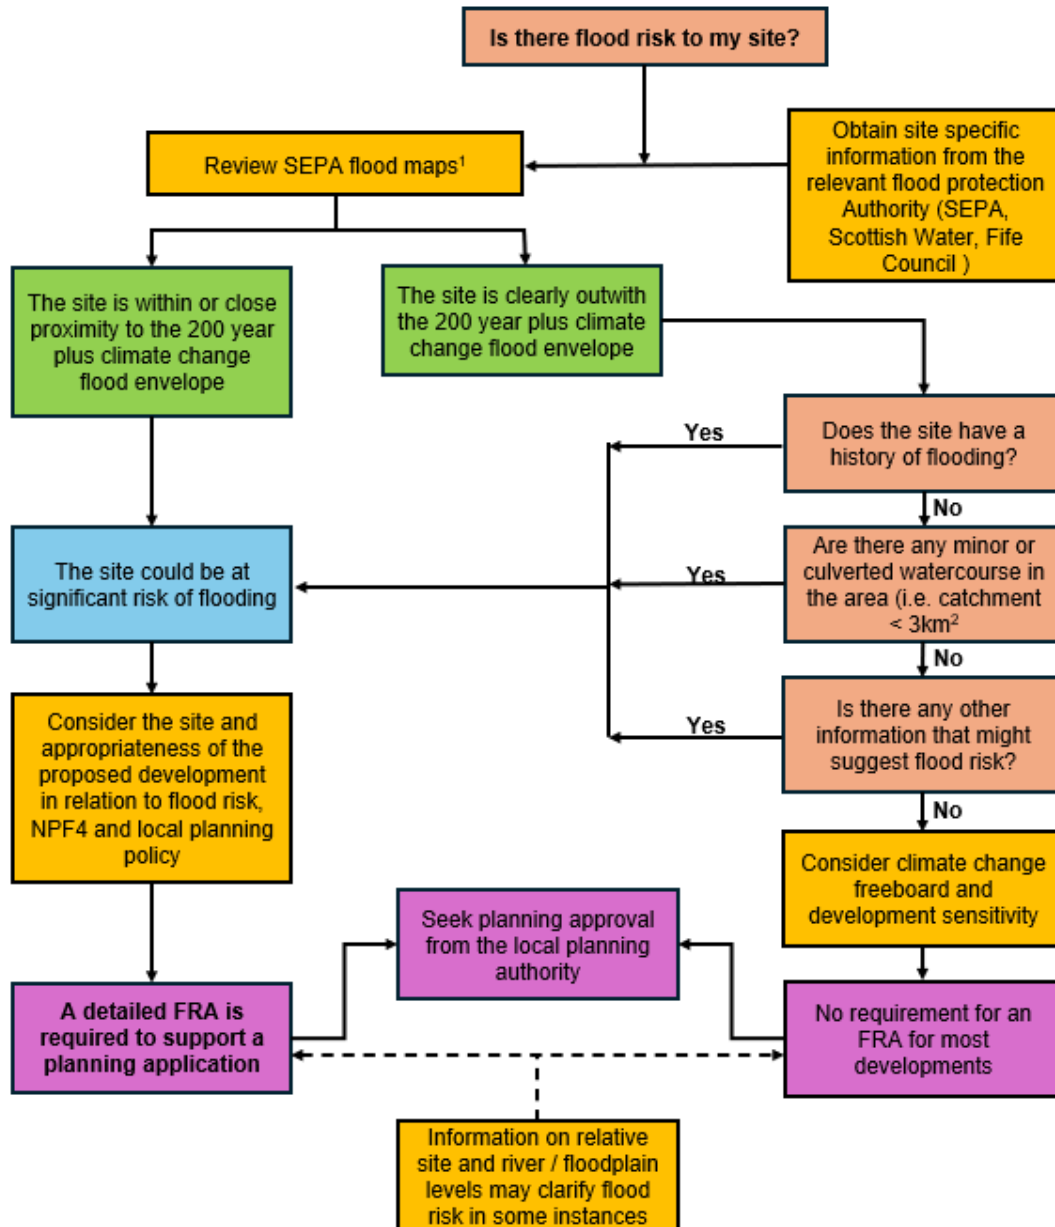 Is there flood risk to my site?
Obtain site specific
information from the
relevant flood protection
Authority (SEPA,
Scottish Water, Fife
Council )
Review SEPA flood maps¹
The site is within or close
proximity to the 200 year
plus climate change
flood envelope
The site is clearly outwith
the 200 year plus climate
change flood envelope
Yes
Does the site have a
history of flooding?
No
The site could be at
significant risk of flooding
Yes
Are there any minor or
culverted watercourse in
the area (i.e. catchment
< 3km²
No
Yes
Is there any other
information that might
suggest flood risk?
No
Consider the site and
appropriateness of the
proposed development
in relation to flood risk,
NPF4 and local planning
policy
Consider climate change
freeboard and
development sensitivity
Seek planning approval
from the local planning
authority
A detailed FRA is
required to support a
planning application
No requirement for an
FRA for most
developments
Information on relative
site and river / floodplain
levels may clarify flood
risk in some instances